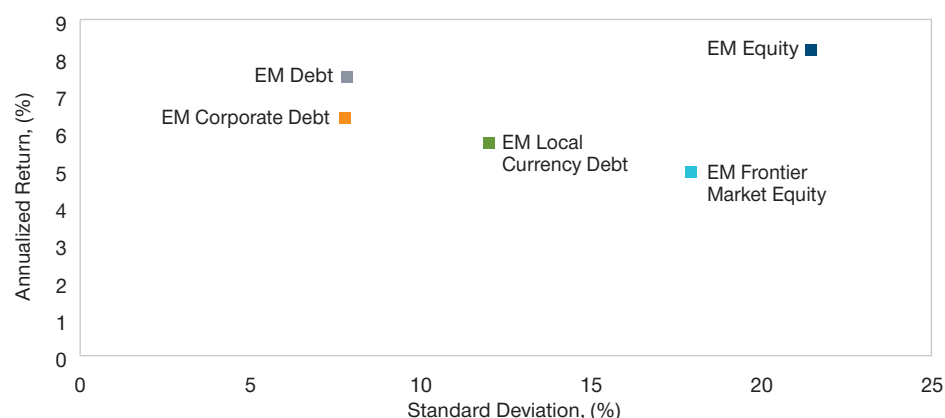 9
8
7
6
5
4
3
2
1
0
Annualized Return, (%)
EM Equity
EM Debt
EM Corporate Debt
EM Local
Currency Debt
EM Frontier
Market Equity
0
5
10
15
20
25
Standard Deviation, (%)